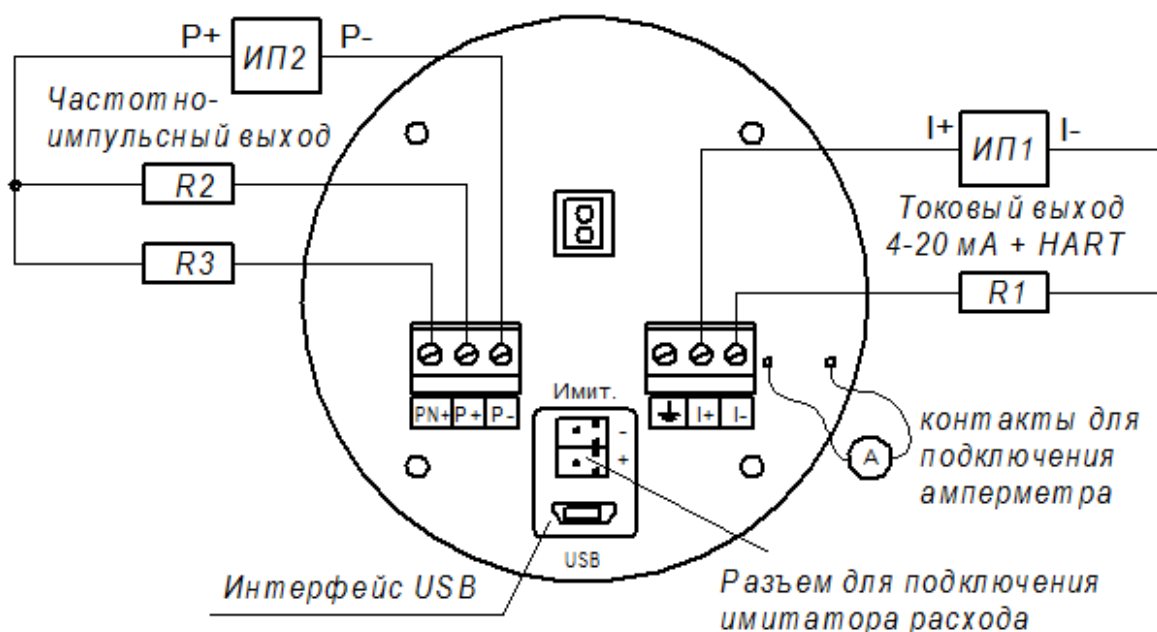 P+ ИП2 P-
Частотно-
импульсный выход
R2
R3
I+ ИП1 I-
Токовый выход
4-20 мА + HART
R1
PN+ P+ P-
I+ I-
Имит.
-
+
USB
A
контакты для
подключения
амперметра
Интерфейс USB
Разъем для подключения
имитатора расхода